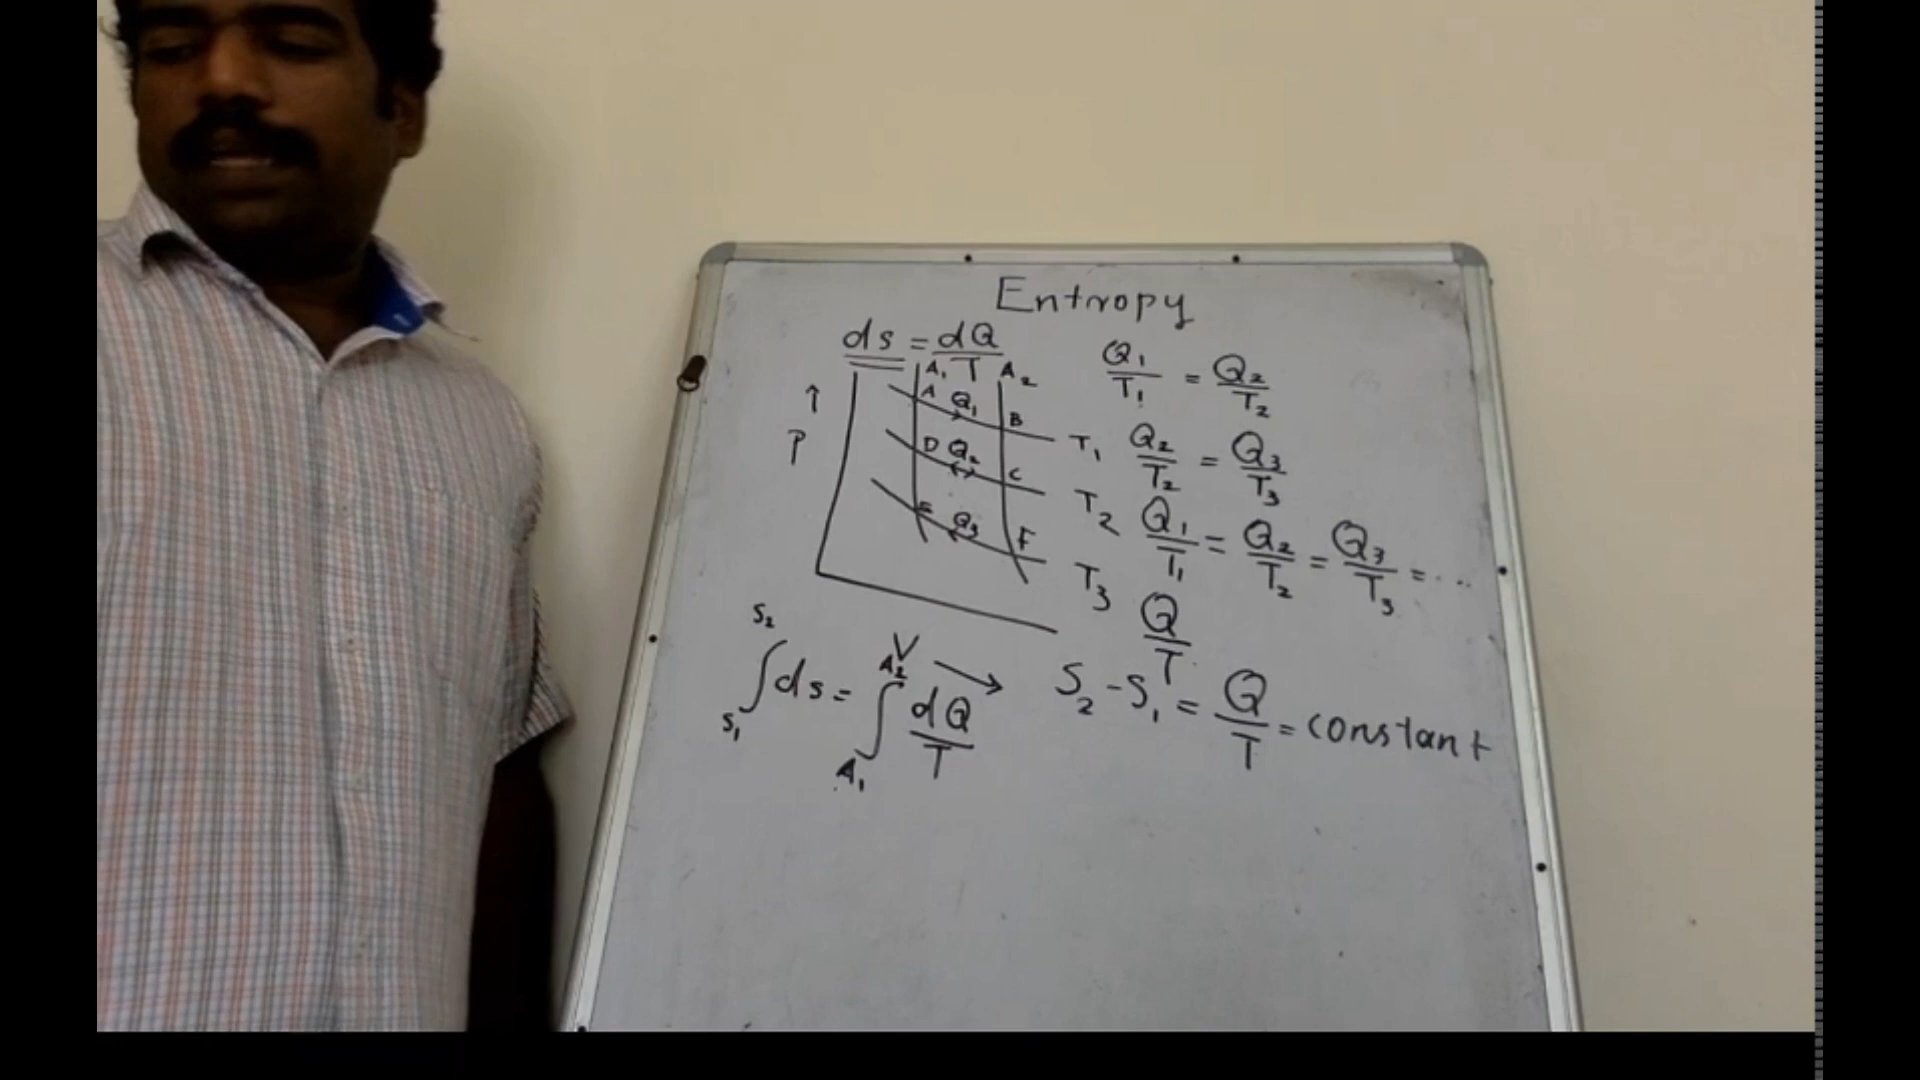 Entropy
ds = dQ/T
Q₁/T₁ = Q₂/T₂
A₁ A₂
A Q₁ B
T₁
Q₂/T₂ = Q₃/T₃
P
D Q₂ C
T₂
Q₁/T₁ = Q₂/T₂ = Q₃/T₃ = ...
E Q₃ F
T₃
Q/T
V
∫ₛ₁^S₂ ds = ∫A₁^A₂ dQ/T
S₂ - S₁ = Q/T = constant